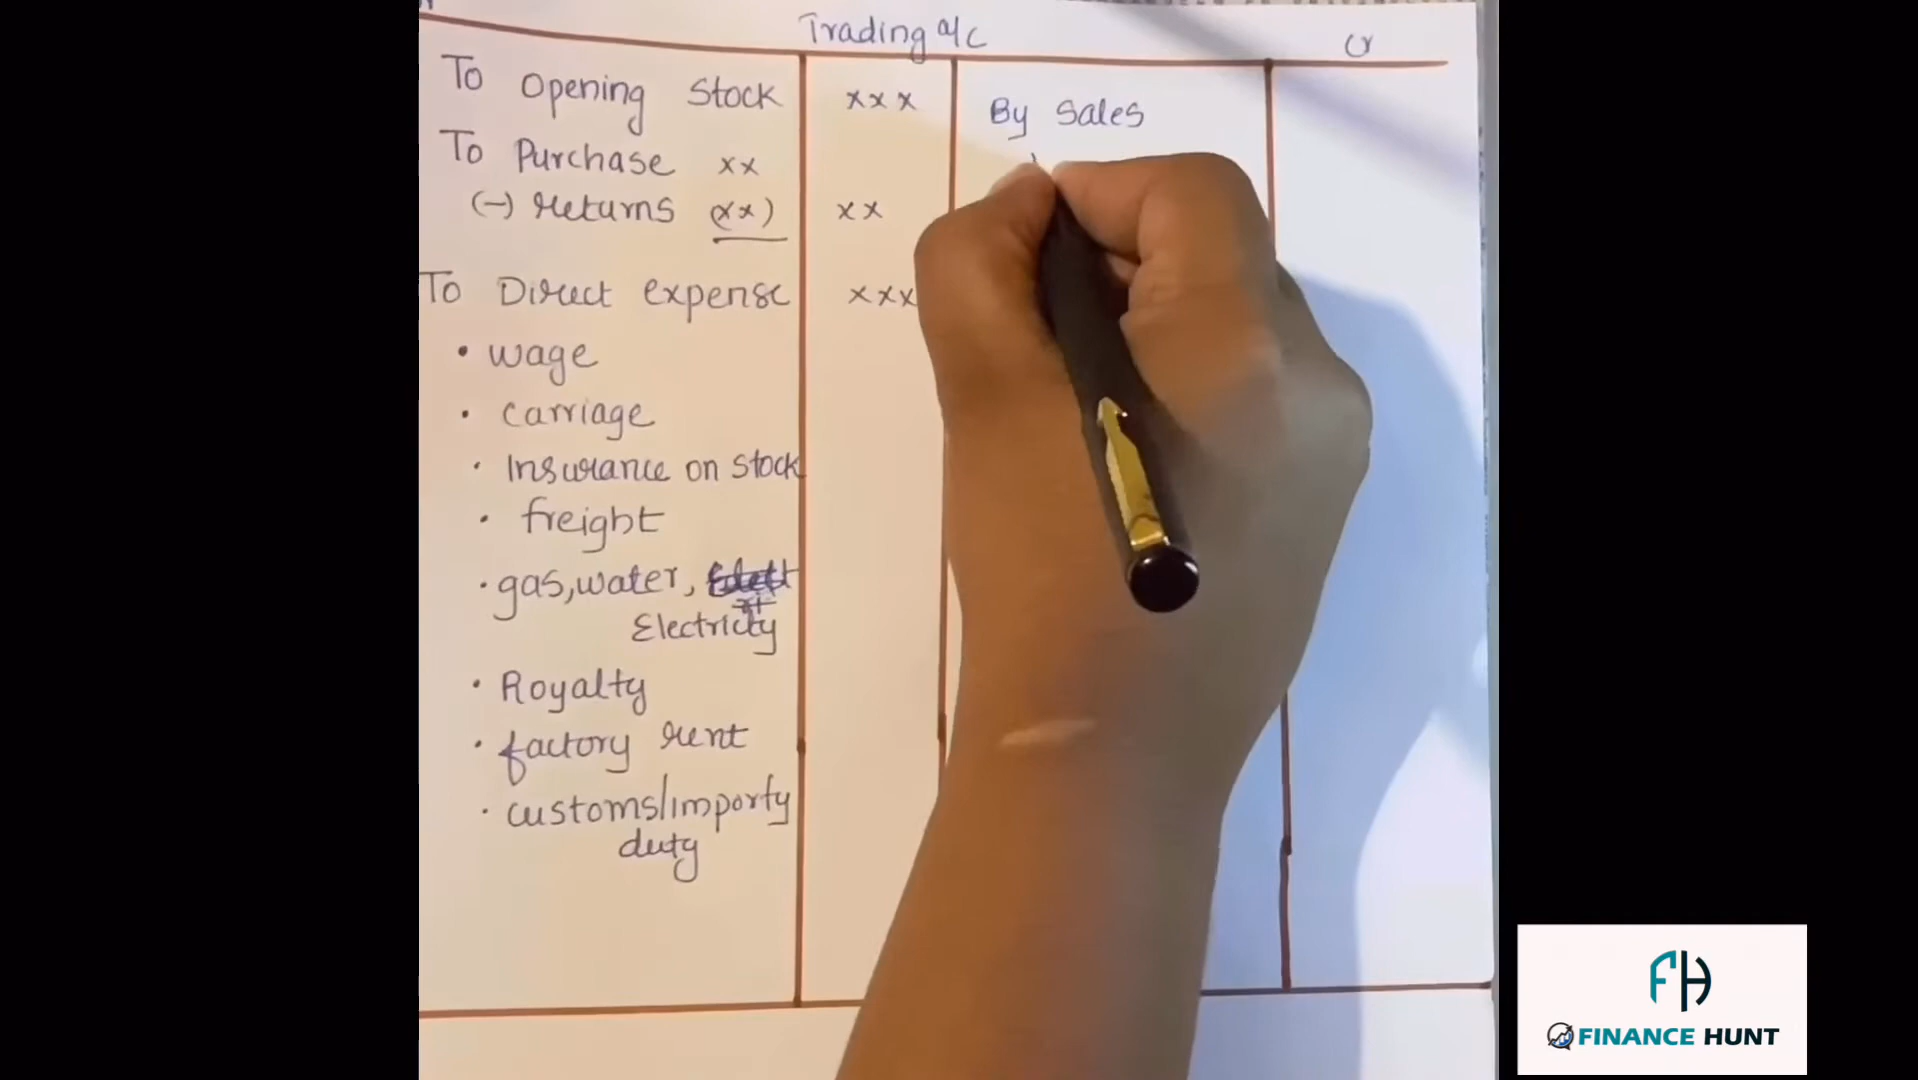 Trading a/c
Cr
To Opening Stock xxx
To Purchase xx
(-) returns (xx) xx
To Direct expense xxx
• wage
• carriage
• Insurance on Stock
• freight
• gas, water,
Electricity
• Royalty
• factory rent
• customs/importy
duty
By Sales
FH
FINANCE HUNT